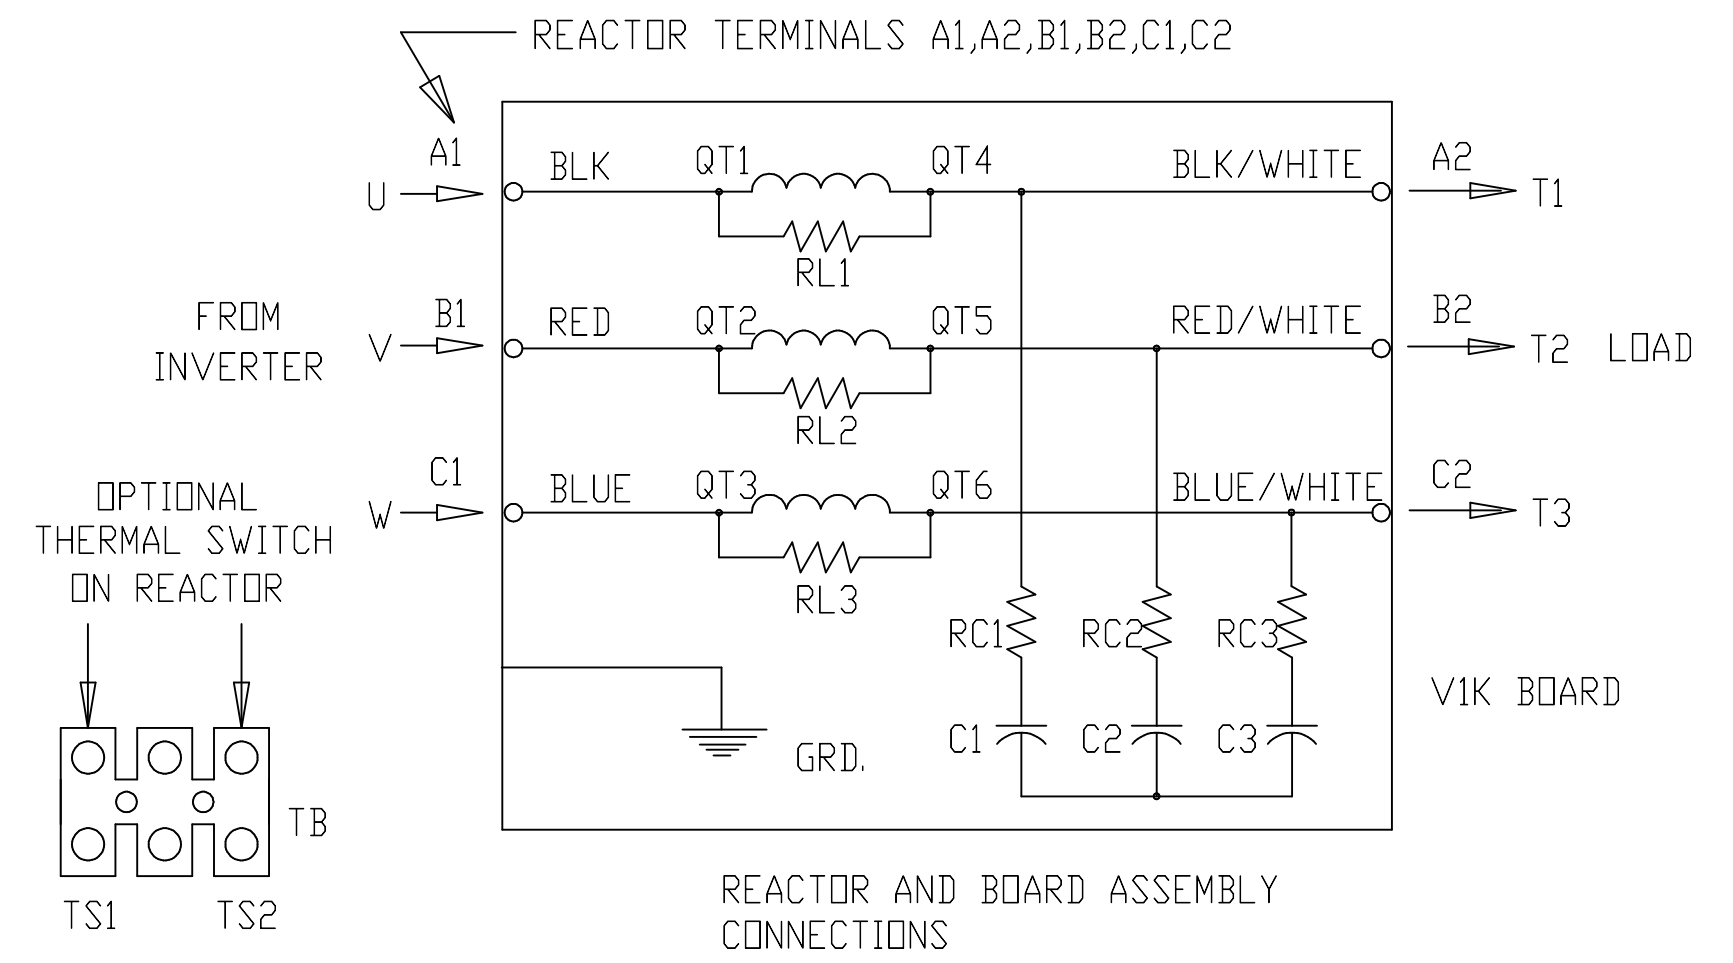 REACTOR TERMINALS A1,A2,B1,B2,C1,C2
A1
BLK
QT1
QT4
BLK/WHITE
A2
U
T1
RL1
FROM
INVERTER
B1
RED
QT2
QT5
RED/WHITE
B2
V
T2
LOAD
RL2
OPTIONAL
THERMAL SWITCH
ON REACTOR
C1
BLUE
QT3
QT6
BLUE/WHITE
C2
W
T3
RL3
RC1
RC2
RC3
V1K BOARD
C1
C2
C3
GRD.
TB
TS1
TS2
REACTOR AND BOARD ASSEMBLY
CONNECTIONS